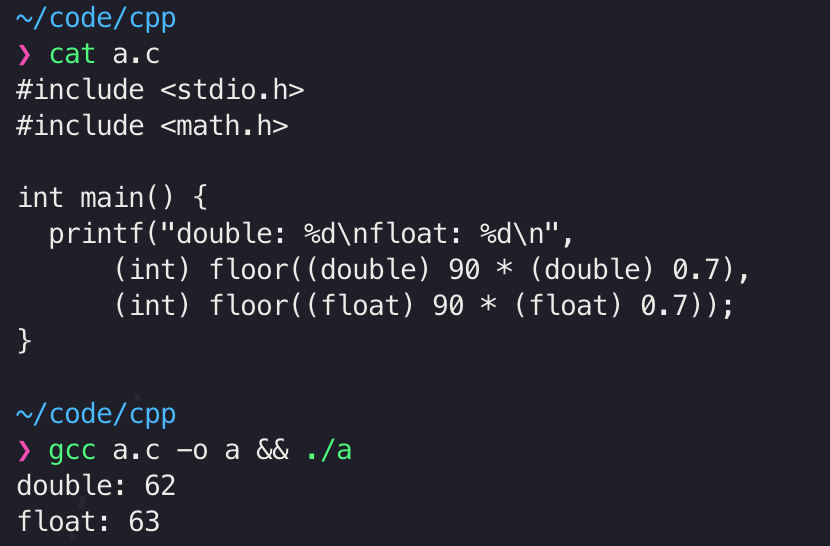 ~/code/cpp
❯ cat a.c
#include <stdio.h>
#include <math.h>

int main() {
  printf("double: %d\nfloat: %d\n",
      (int) floor((double) 90 * (double) 0.7),
      (int) floor((float) 90 * (float) 0.7));
}

~/code/cpp
❯ gcc a.c -o a && ./a
double: 62
float: 63